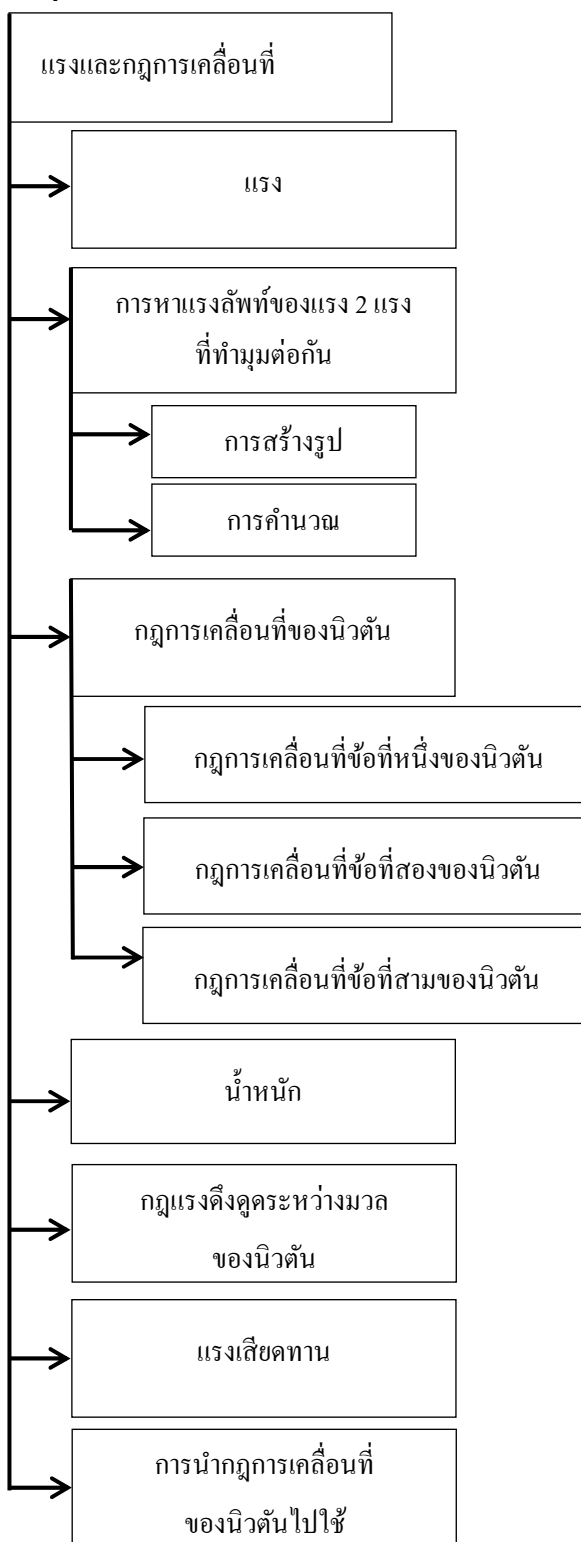 แรงและกฎการเคลื่อนที่
แรง
การหาแรงลัพท์ของแรง 2 แรง
ที่ทำมุมต่อกัน
การสร้างรูป
การคำนวณ
กฎการเคลื่อนที่ของนิวตัน
กฎการเคลื่อนที่ข้อที่หนึ่งของนิวตัน
กฎการเคลื่อนที่ข้อที่สองของนิวตัน
กฎการเคลื่อนที่ข้อที่สามของนิวตัน
น้ำหนัก
กฎแรงดึงดูดระหว่างมวล
ของนิวตัน
แรงเสียดทาน
การนำกฎการเคลื่อนที่
ของนิวตันไปใช้